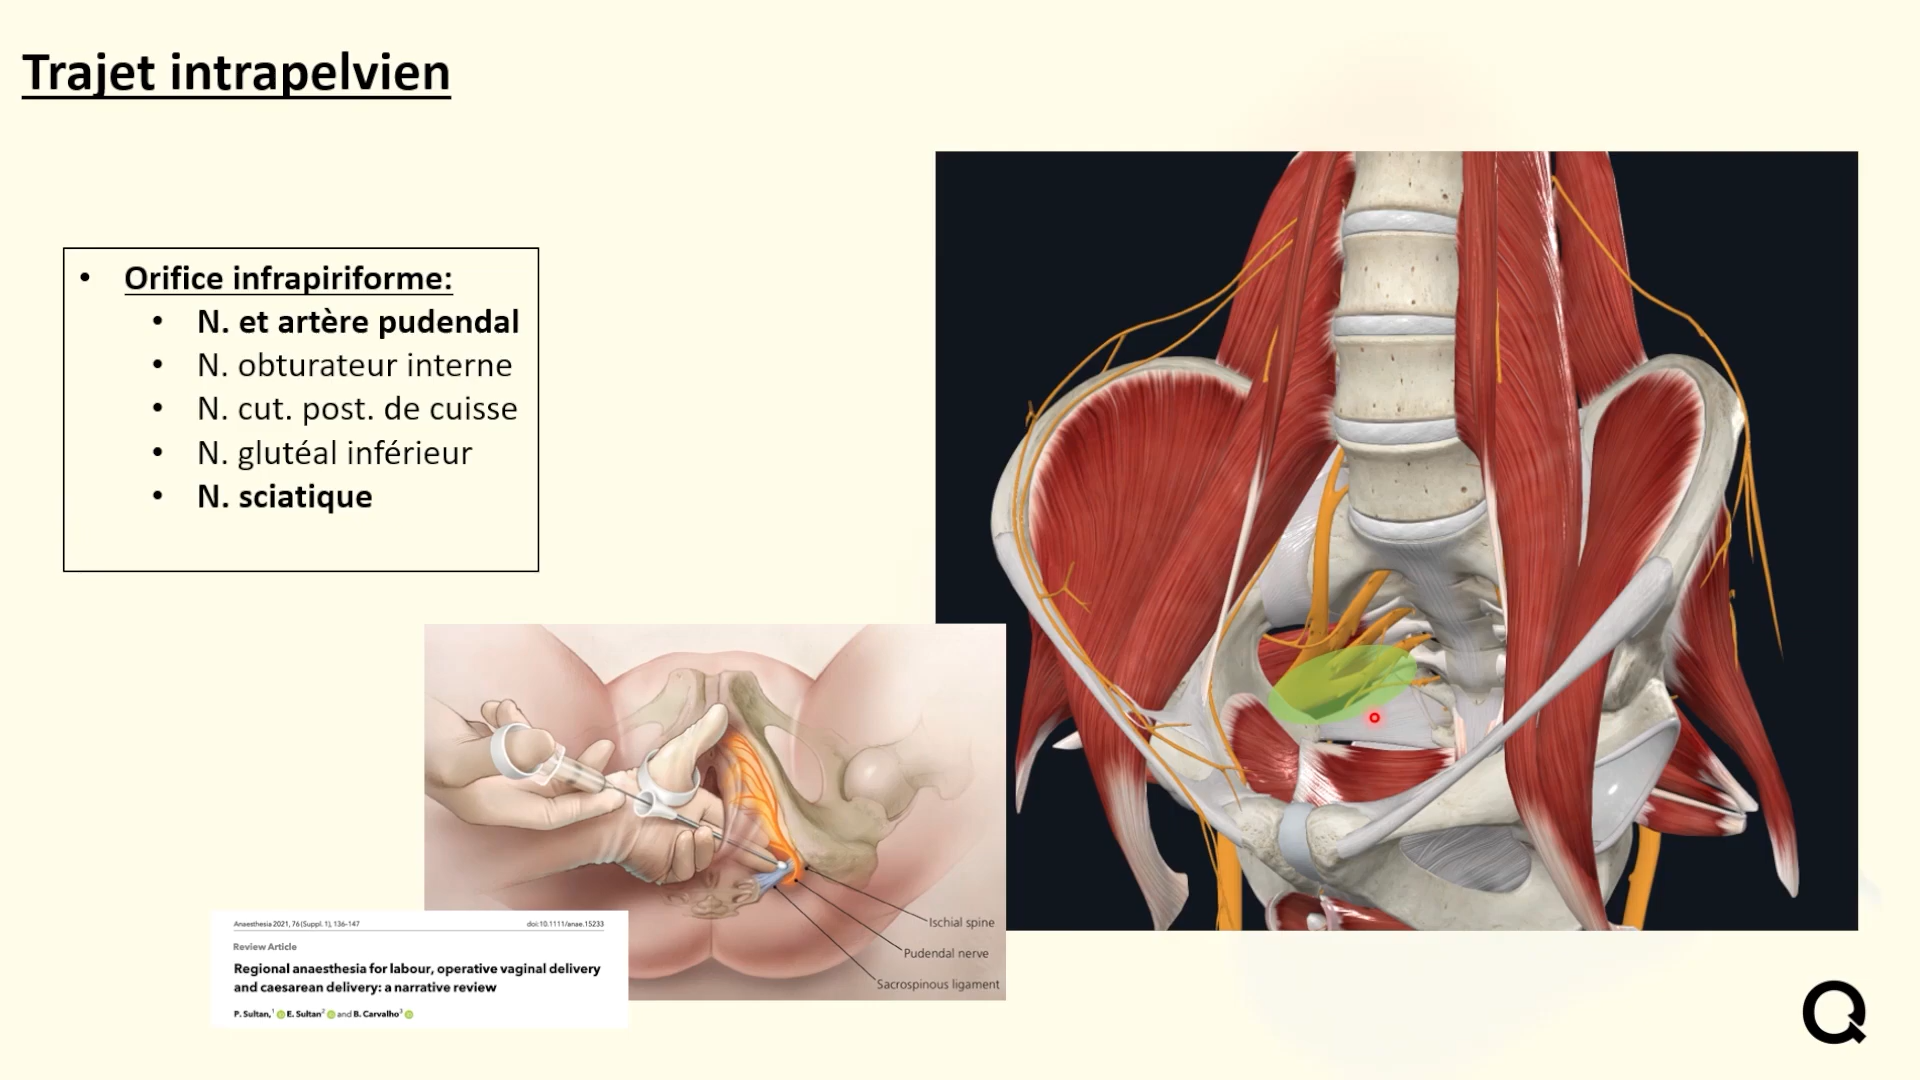 Trajet intrapelvien
• Orifice infrapiriforme:
• N. et artère pudendal
• N. obturateur interne
• N. cut. post. de cuisse
• N. glutéal inférieur
• N. sciatique
Ischial spine
Pudendal nerve
Sacrospinous ligament
Anaesthesia 2021, 76 (Suppl. 1), 136–147 doi:10.1111/anae.15233
Review Article
Regional anaesthesia for labour, operative vaginal delivery
and caesarean delivery: a narrative review
P. Sultan,1 E. Sultan2 and B. Carvalho3